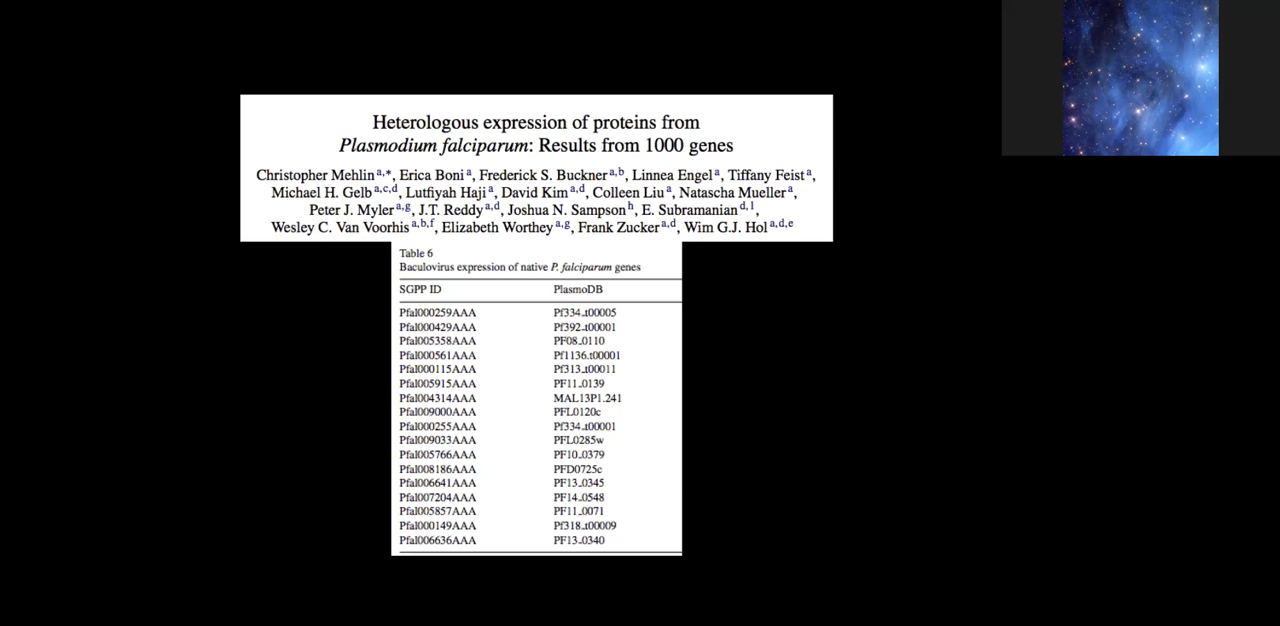 Heterologous expression of proteins from
Plasmodium falciparum: Results from 1000 genes
Christopher Mehlin a,*, Erica Boni a, Frederick S. Buckner a,b, Linnea Engel a, Tiffany Feist a,
Michael H. Gelb a,c,d, Lutfiyah Haji a, David Kim a,d, Colleen Liu a, Natascha Mueller a,
Peter J. Myler a,g, J.T. Reddy a,d, Joshua N. Sampson h, E. Subramanian d,1,
Wesley C. Van Voorhis a,b,f, Elizabeth Worthey a,g, Frank Zucker a,d, Wim G.J. Hol a,d,e
Table 6
Baculovirus expression of native P. falciparum genes
SGPP ID PlasmoDB
Pfal000259AAA Pf334_t00005
Pfal000429AAA Pf392_t00001
Pfal005358AAA PF08_0110
Pfal000561AAA Pf1136.t00001
Pfal000115AAA Pf313_t00011
Pfal005915AAA PF11_0139
Pfal004314AAA MAL13P1.241
Pfal009000AAA PFL0120c
Pfal000255AAA Pf334_t00001
Pfal009033AAA PFL0285w
Pfal005766AAA PF10_0379
Pfal008186AAA PFD0725c
Pfal006641AAA PF13_0345
Pfal007204AAA PF14_0548
Pfal005857AAA PF11_0071
Pfal000149AAA Pf318_t00009
Pfal006636AAA PF13_0340